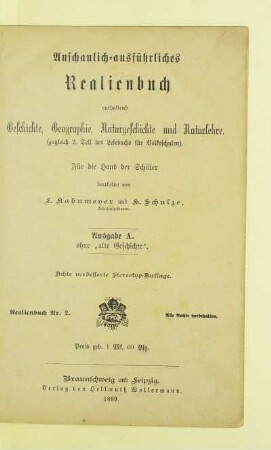 Anschaulich-ausführliches
Realienbuch
enthaltend
Geschichte, Geographie, Naturgeschichte und Naturlehre.
(zugleich 2. Teil des Lesebuchs für Volksschulen).
Für die Hand der Schüler
bearbeitet von
L. Kahnmeyer und H. Schulze,
Ausgabe A.
ohne „alte Geschichte“.
Achte verbesserte Stereotyp-Auflage.
Realienbuch Nr. 2.
Alle Rechte vorbehalten.
Preis geb. 1 Mk. 60 Pfg.
Braunschweig und Leipzig.
Verlag von Hellmuth Wollermann.
1899.